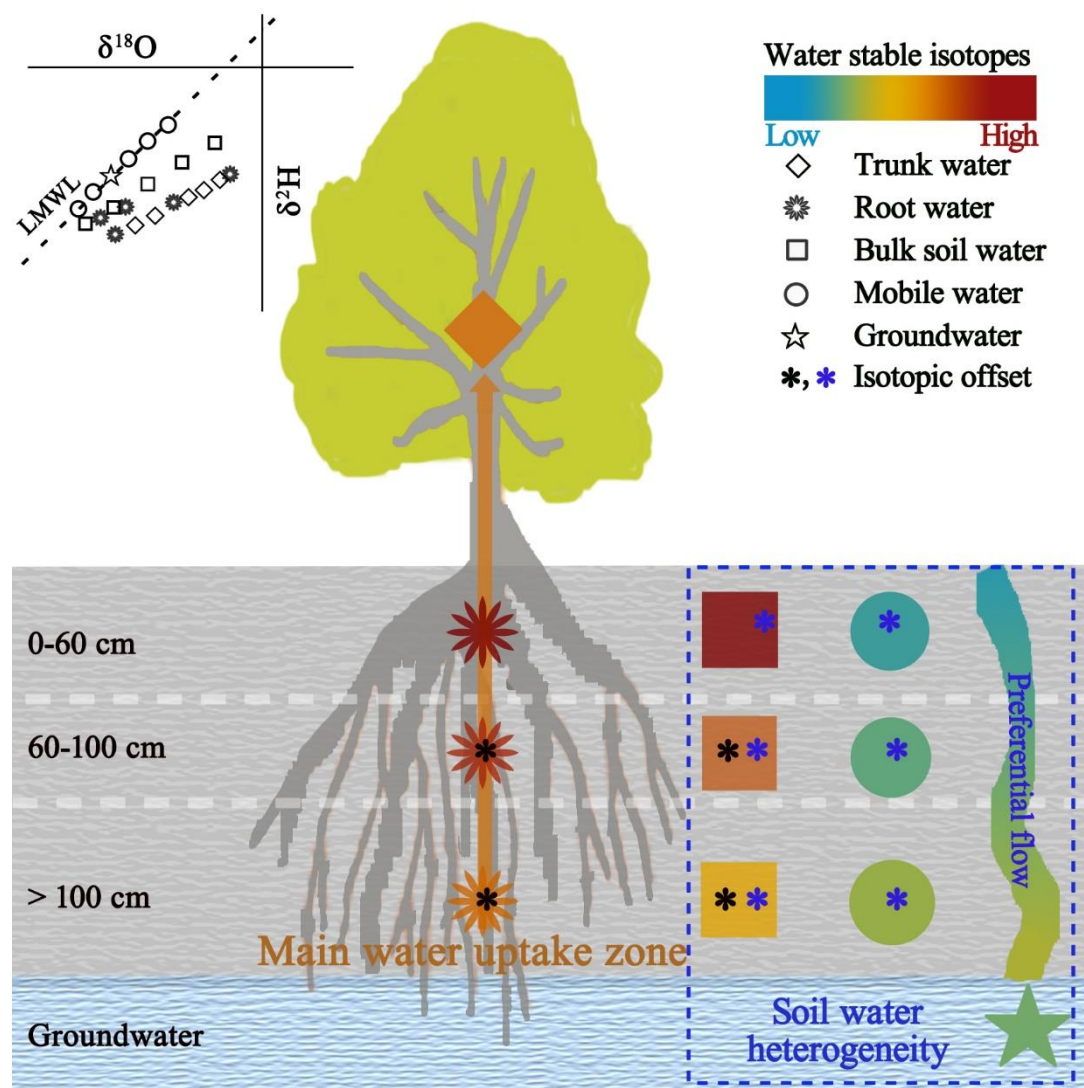 δ¹⁸O
LMWL
δ²H
Water stable isotopes
Low
High
Trunk water
Root water
Bulk soil water
Mobile water
Groundwater
*, * Isotopic offset
0-60 cm
60-100 cm
> 100 cm
Preferential flow
Main water uptake zone
Groundwater
Soil water
heterogeneity